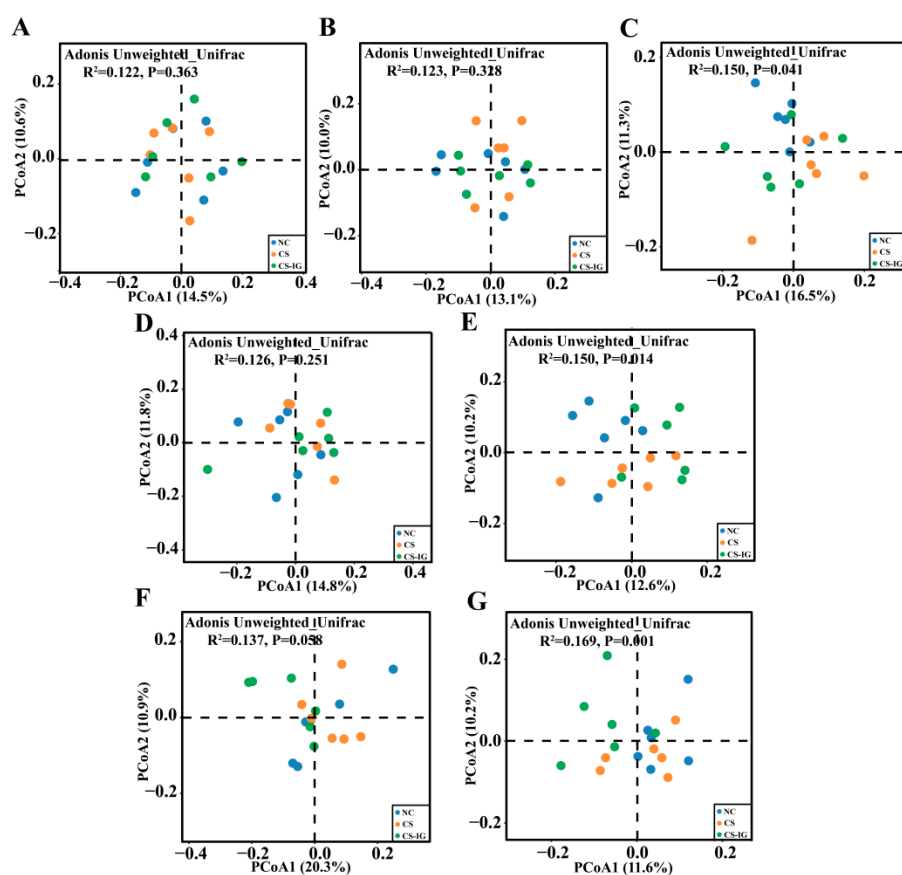 A
Adonis Unweighted_Unifrac
R²=0.122, P=0.363
PCoA2 (10.6%)
0.2
0.0
−0.2
NC
CS
CS-IG
−0.4
−0.2
0.0
0.2
PCoA1 (14.5%)
B
Adonis Unweighted_Unifrac
R²=0.123, P=0.328
PCoA2 (10.0%)
0.2
0.0
−0.2
NC
CS
CS-IG
−0.4
−0.2
0.0
0.2
PCoA1 (13.1%)
C
Adonis Unweighted_Unifrac
R²=0.150, P=0.041
PCoA2 (11.3%)
0.2
0.0
−0.2
NC
CS
CS-IG
−0.2
0.0
0.2
PCoA1 (16.5%)
D
Adonis Unweighted_Unifrac
R²=0.126, P=0.251
PCoA2 (11.8%)
0.4
0.2
0.0
−0.2
−0.4
NC
CS
CS-IG
−0.2
0.0
0.2
0.4
PCoA1 (14.8%)
E
Adonis Unweighted_Unifrac
R²=0.150, P=0.014
PCoA2 (10.2%)
0.2
0.0
−0.2
NC
CS
CS-IG
−0.2
0.0
0.2
PCoA1 (12.6%)
F
Adonis Unweighted_Unifrac
R²=0.137, P=0.058
PCoA2 (10.9%)
0.2
0.0
−0.2
NC
CS
CS-IG
−0.4
−0.2
0.0
0.2
PCoA1 (20.3%)
G
Adonis Unweighted_Unifrac
R²=0.169, P=0.001
PCoA2 (10.2%)
0.2
0.0
−0.2
NC
CS
CS-IG
−0.2
0.0
0.2
PCoA1 (11.6%)